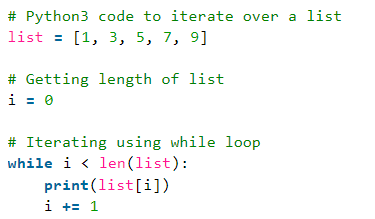 # Python3 code to iterate over a list
list = [1, 3, 5, 7, 9]

# Getting length of list
i = 0

# Iterating using while loop
while i < len(list):
    print(list[i])
    i += 1